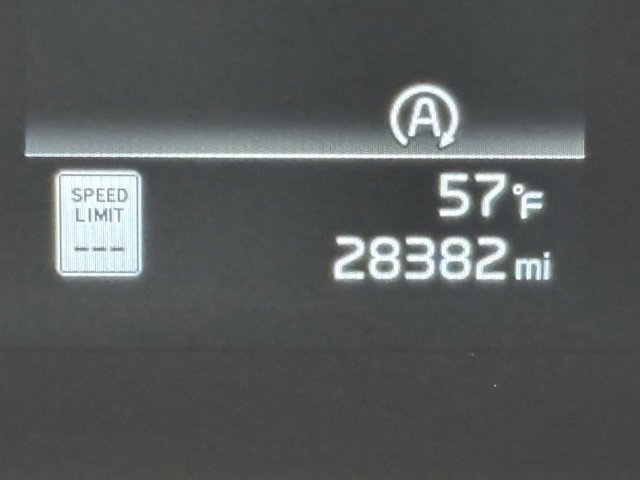 A
SPEED
LIMIT
---
57°F
28382 mi